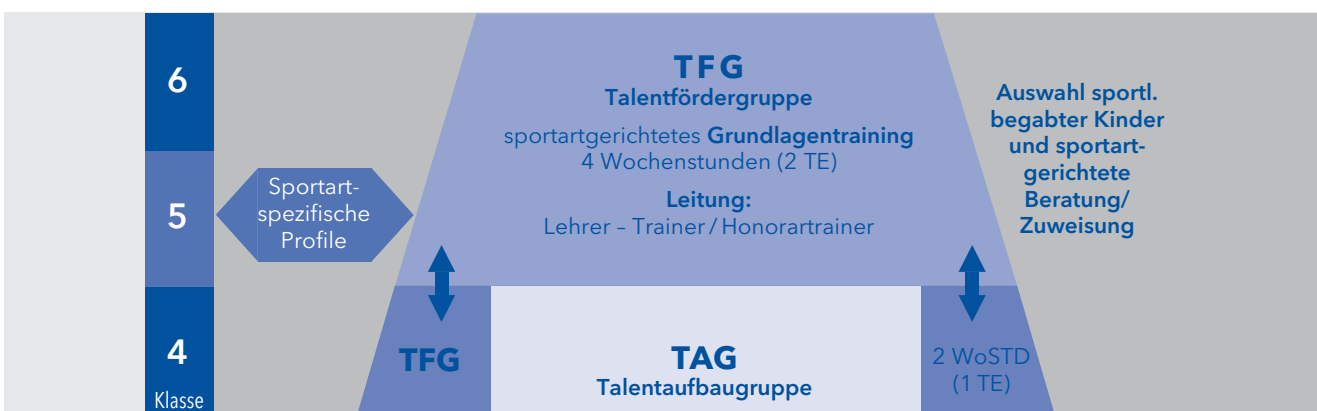 6
5
4
Klasse
Sportart-
spezifische
Profile
TFG
Talentfördergruppe
sportartgerichtetes Grundlagentraining
4 Wochenstunden (2 TE)
Leitung:
Lehrer – Trainer / Honorartrainer
Auswahl sportl.
begabter Kinder
und sportart-
gerichtete
Beratung/
Zuweisung
TFG
TAG
Talentaufbaugruppe
2 WoSTD
(1 TE)